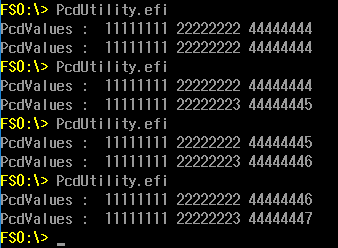 FS0:\> PcdUtility.efi
PcdValues :  11111111 22222222 44444444
PcdValues :  11111111 22222222 44444444
FS0:\> PcdUtility.efi
PcdValues :  11111111 22222222 44444444
PcdValues :  11111111 22222223 44444445
FS0:\> PcdUtility.efi
PcdValues :  11111111 22222222 44444445
PcdValues :  11111111 22222223 44444446
FS0:\> PcdUtility.efi
PcdValues :  11111111 22222222 44444446
PcdValues :  11111111 22222223 44444447
FS0:\> _